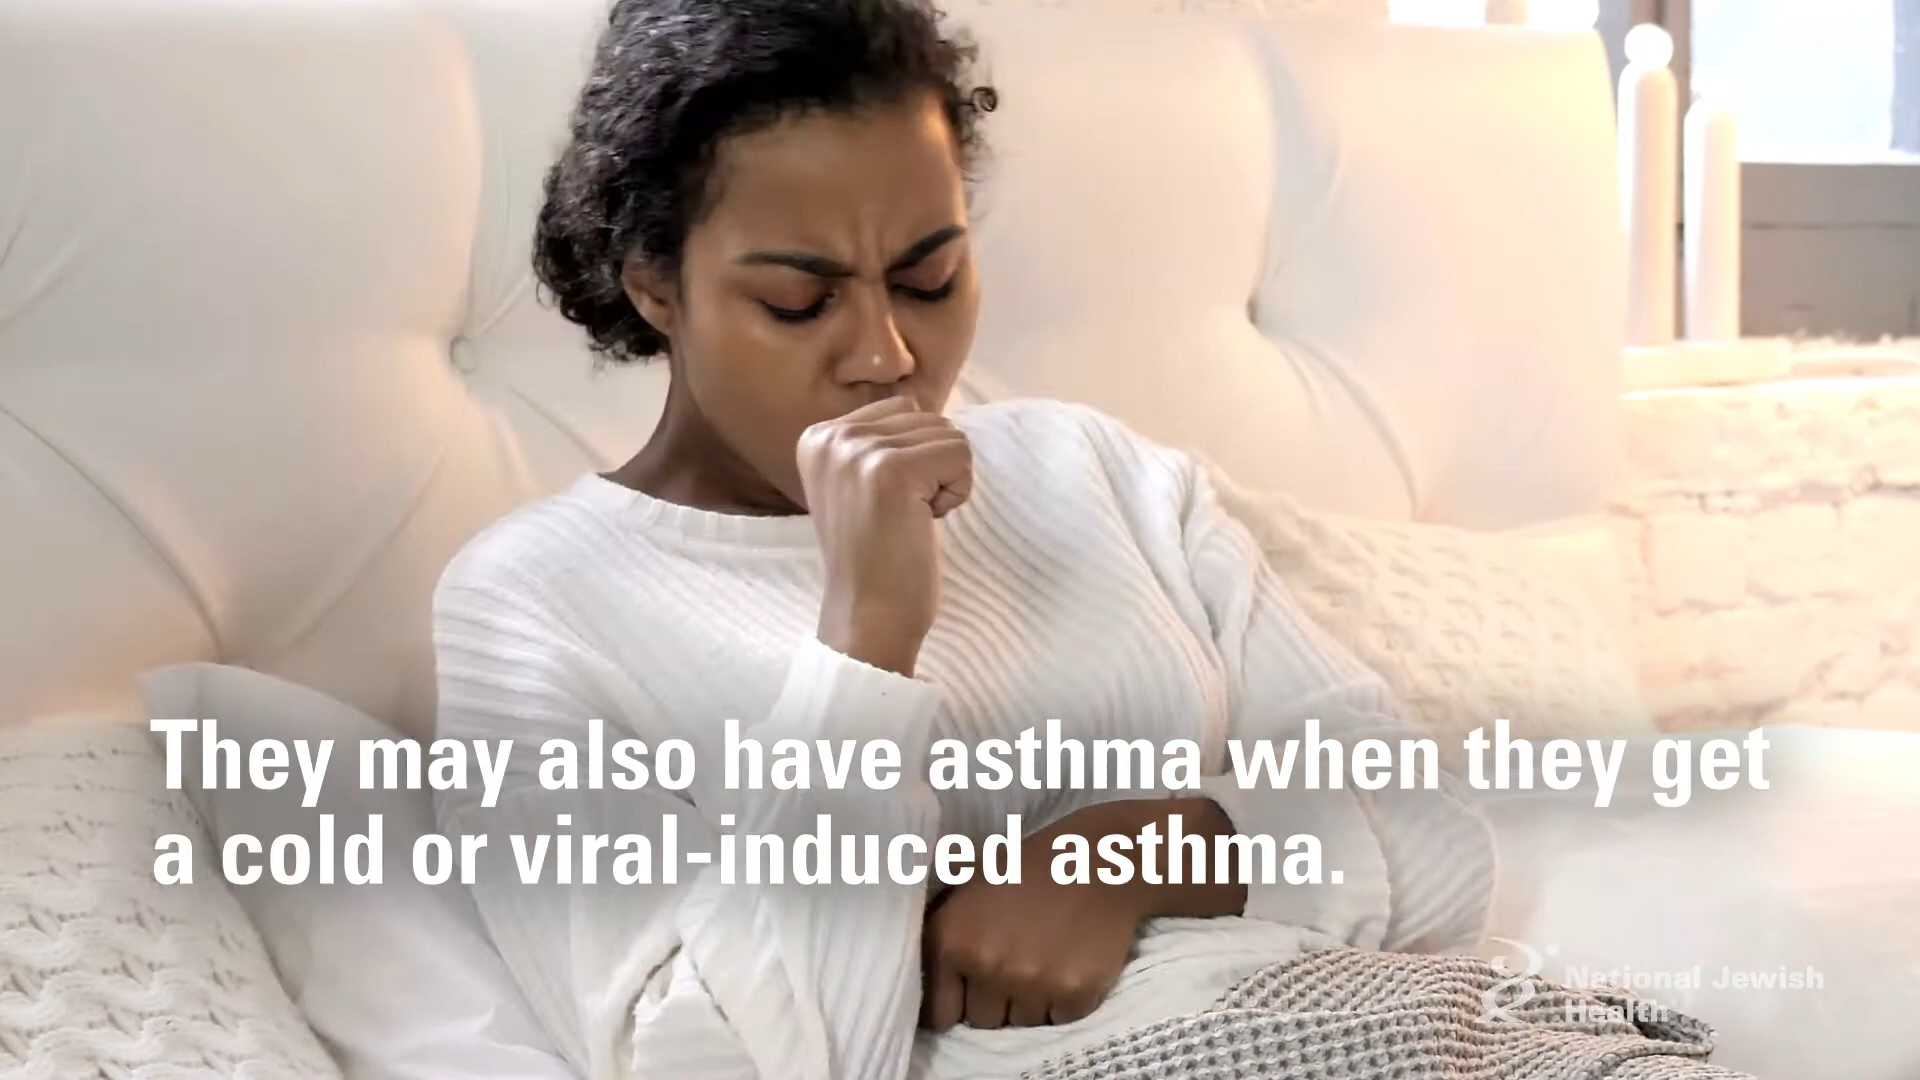 They may also have asthma when they get
a cold or viral-induced asthma.
National Jewish
Health